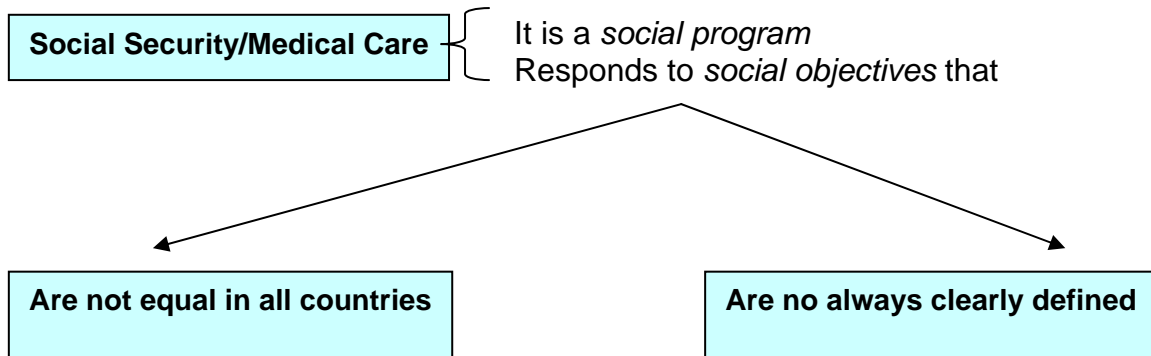 Social Security/Medical Care
It is a social program
Responds to social objectives that
Are not equal in all countries
Are no always clearly defined